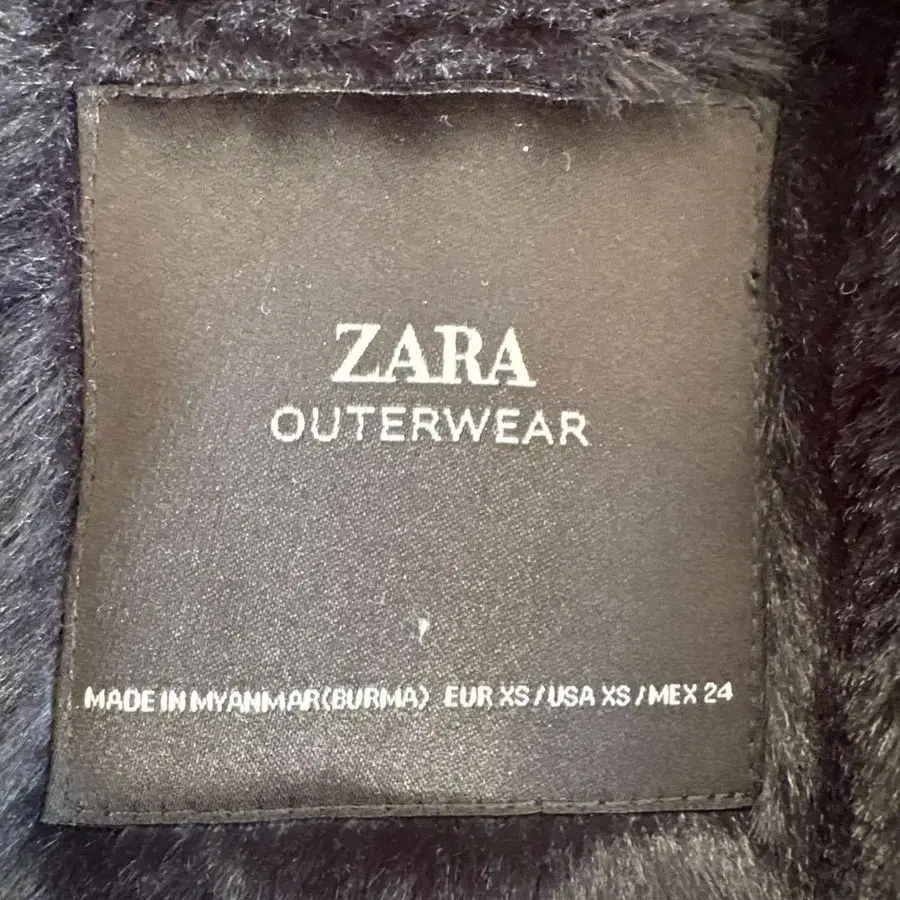 ZARA
OUTERWEAR
MADE IN MYANMAR(BURMA) EUR XS/USA XS/MEX 24